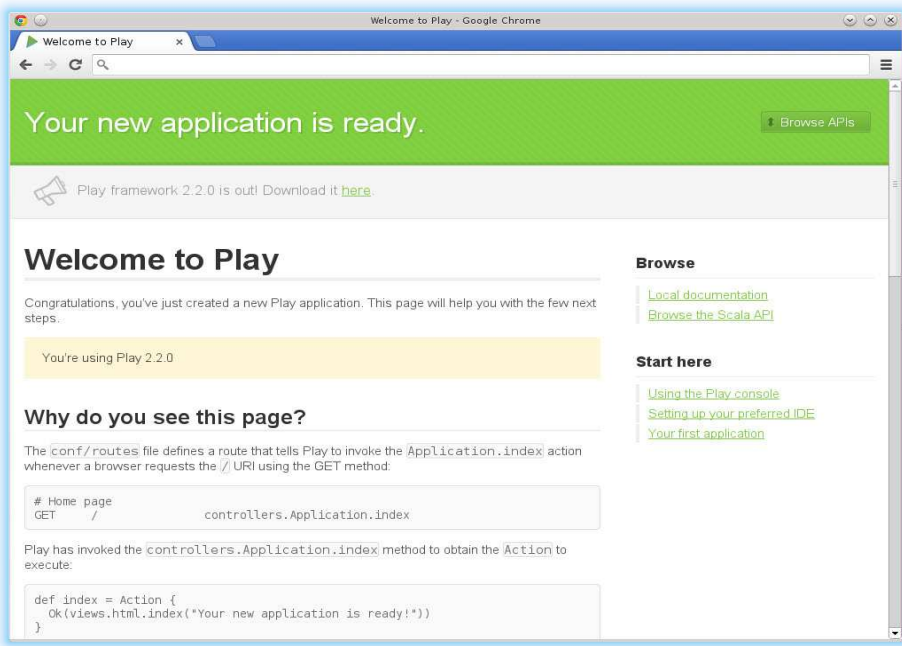 Welcome to Play - Google Chrome
Welcome to Play
Your new application is ready.
Browse APIs
Play framework 2.2.0 is out! Download it here.
Welcome to Play
Congratulations, you've just created a new Play application. This page will help you with the few next
steps.
You're using Play 2.2.0
Why do you see this page?
The conf/routes file defines a route that tells Play to invoke the Application.index action
whenever a browser requests the / URI using the GET method:
# Home page
GET / controllers.Application.index
Play has invoked the controllers.Application.index method to obtain the Action to
execute:
def index = Action {
Ok(views.html.index("Your new application is ready!"))
}
Browse
Local documentation
Browse the Scala API
Start here
Using the Play console
Setting up your preferred IDE
Your first application